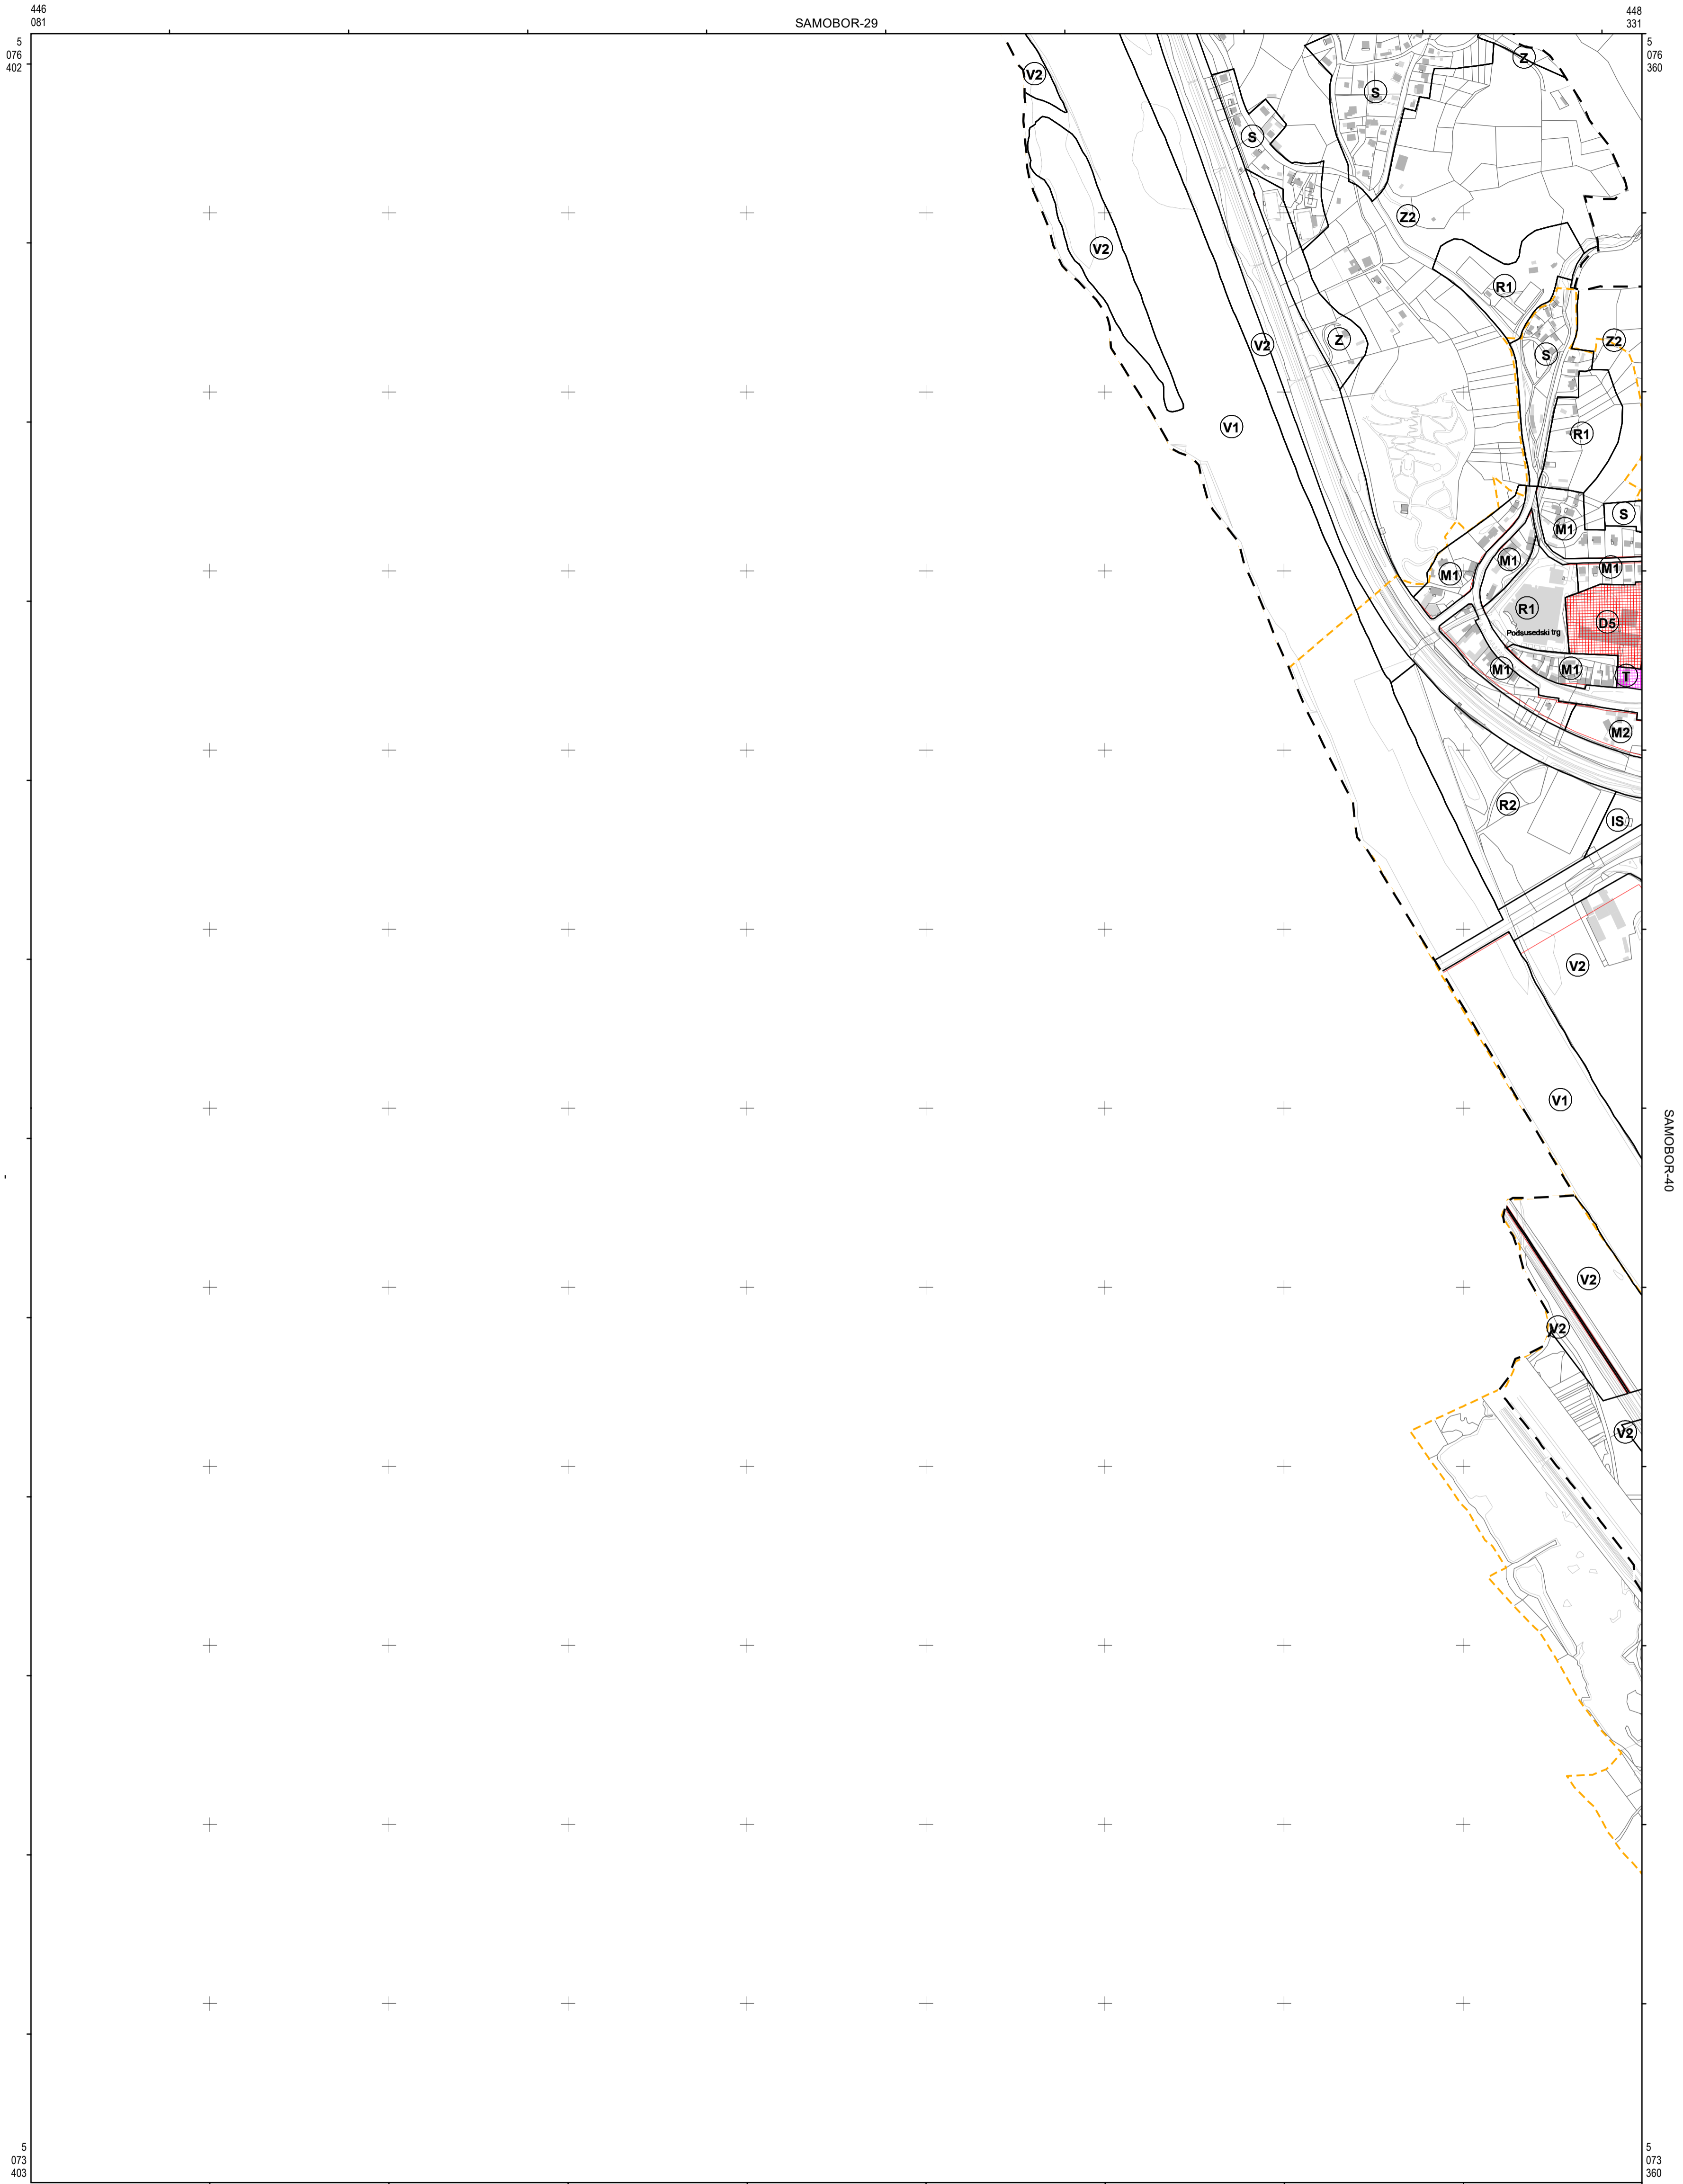 446
081
SAMOBOR-29
448
331
5
076
402
5
076
360
Z
V2
S
S
Z2
V2
R1
Z
V2
Z2
S
V1
R1
S
M1
M1
M1
M1
R1
D5
Podsusedski trg
M1
M1
T
M2
R2
IS
V2
V1
SAMOBOR-40
-
V2
V2
V2
5
073
403
5
073
360